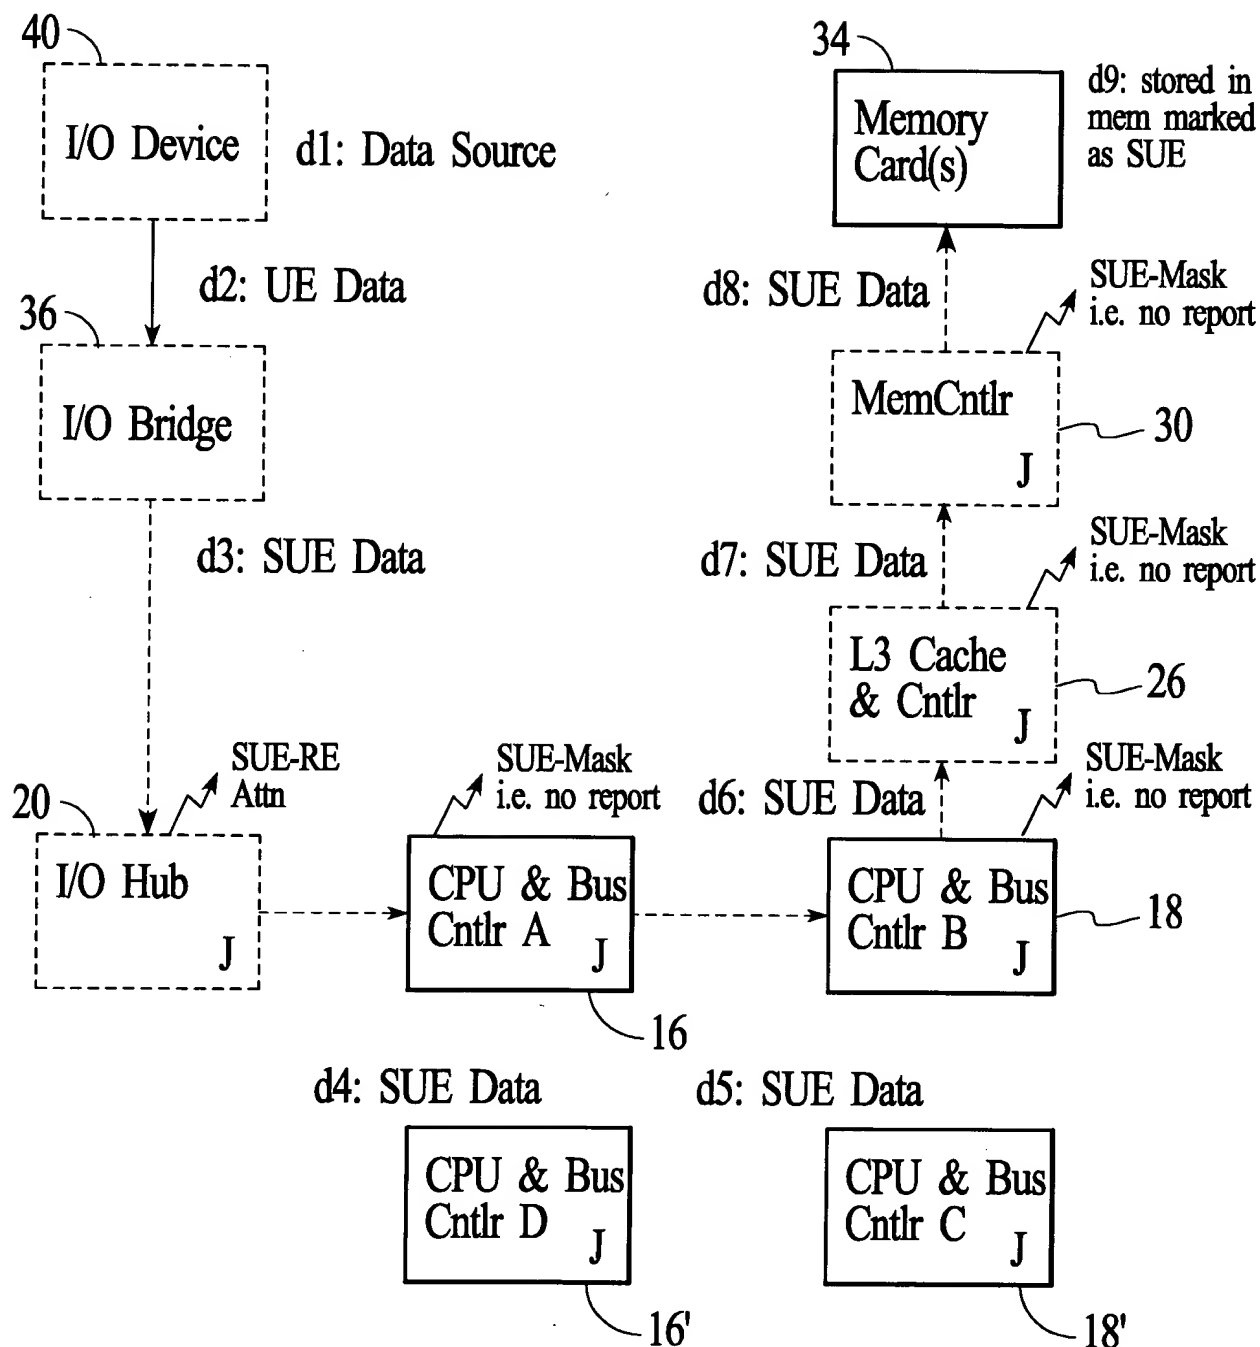 40
I/O Device
d1: Data Source
d2: UE Data
36
I/O Bridge
d3: SUE Data
SUE-RE
Attn
20
I/O Hub
J
SUE-Mask
i.e. no report
CPU & Bus
Cntlr A
J
16
d4: SUE Data
CPU & Bus
Cntlr D
J
16'
34
Memory
Card(s)
d9: stored in
mem marked
as SUE
d8: SUE Data
SUE-Mask
i.e. no report
MemCntlr
J
30
d7: SUE Data
SUE-Mask
i.e. no report
L3 Cache
& Cntlr
J
26
d6: SUE Data
SUE-Mask
i.e. no report
CPU & Bus
Cntlr B
J
18
d5: SUE Data
CPU & Bus
Cntlr C
J
18'